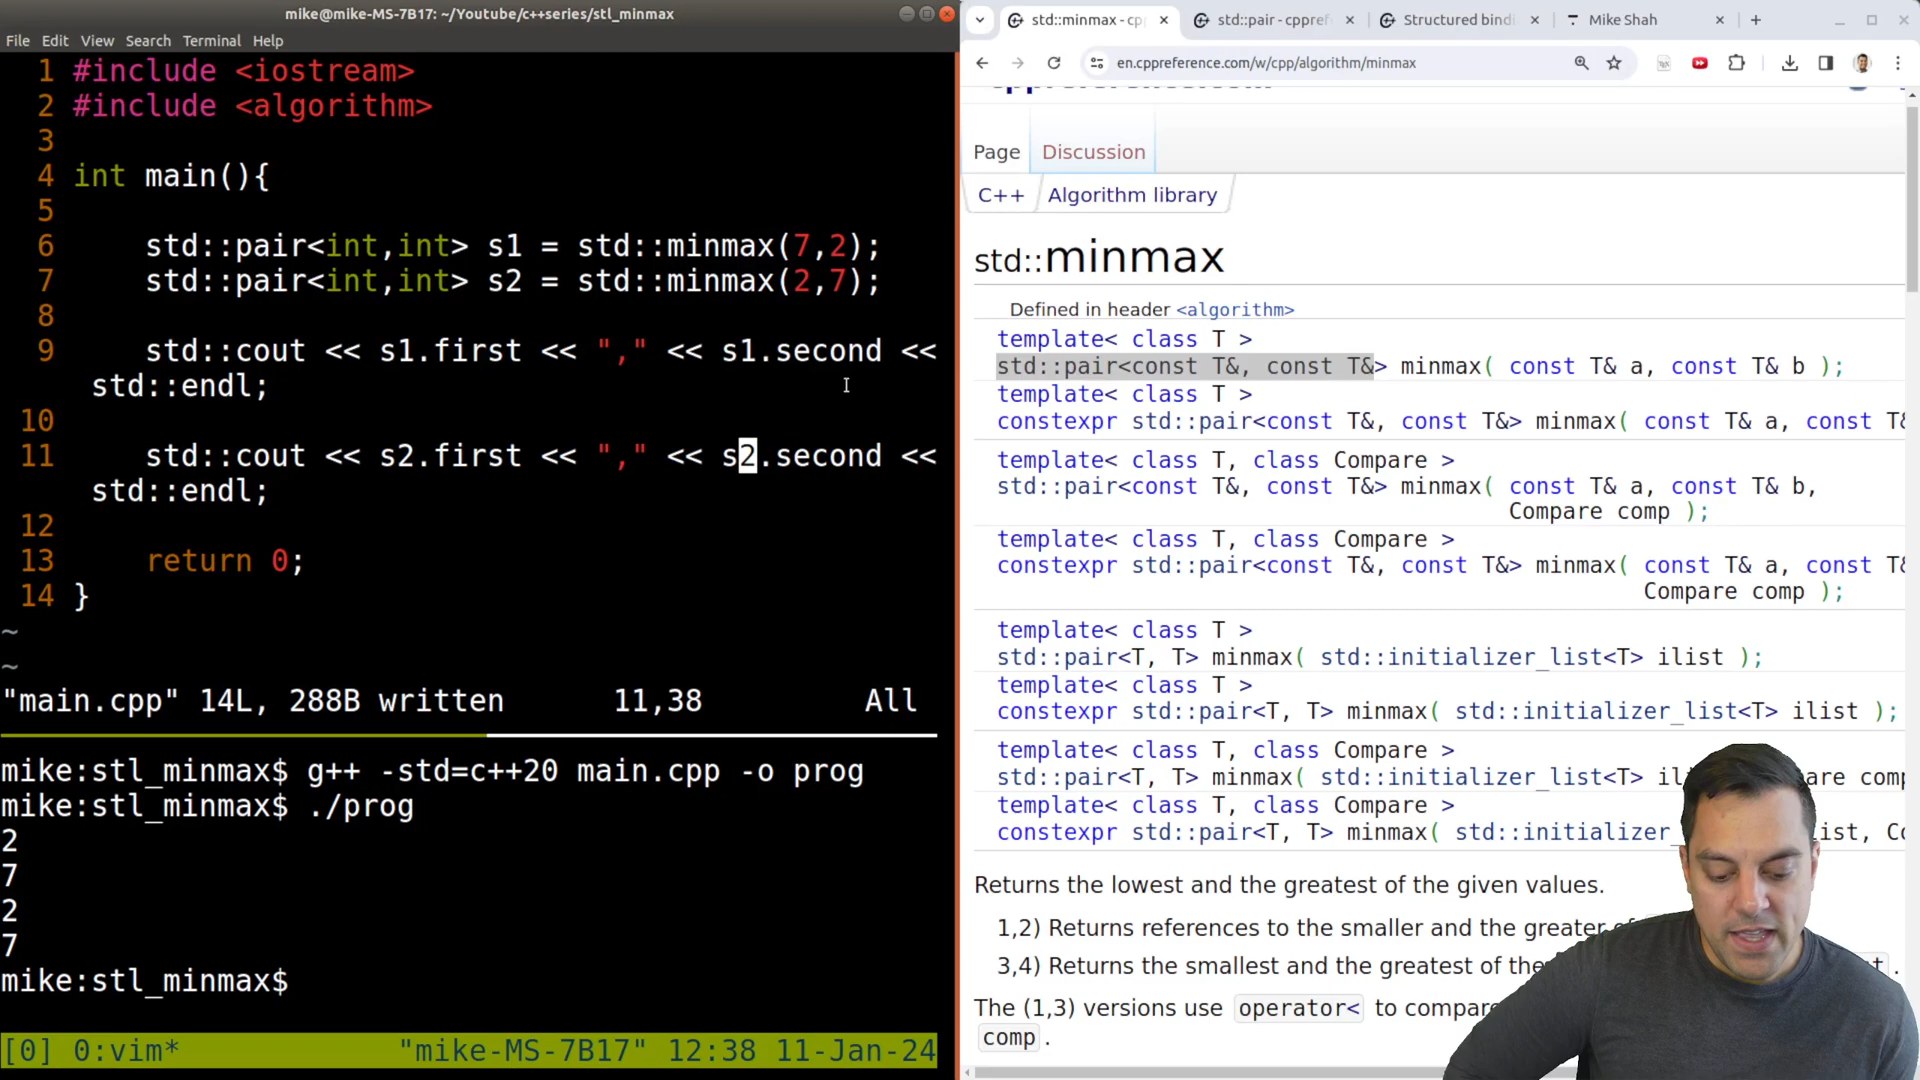 mike@mike-MS-7B17: ~/Youtube/c++series/stl_minmax
File Edit View Search Terminal Help
1 #include <iostream>
2 #include <algorithm>
3
4 int main(){
5
6 std::pair<int,int> s1 = std::minmax(7,2);
7 std::pair<int,int> s2 = std::minmax(2,7);
8
9 std::cout << s1.first << "," << s1.second <<
std::endl;
10
11 std::cout << s2.first << "," << s2.second <<
std::endl;
12
13 return 0;
14 }
~
~
"main.cpp" 14L, 288B written 11,38 All
mike:stl_minmax$ g++ -std=c++20 main.cpp -o prog
mike:stl_minmax$ ./prog
2
7
2
7
mike:stl_minmax$
[0] 0:vim* "mike-MS-7B17" 12:38 11-Jan-24
std::minmax - cpp std::pair - cppref Structured bindi Mike Shah
en.cppreference.com/w/cpp/algorithm/minmax
Page Discussion
C++ Algorithm library
std::minmax
Defined in header <algorithm>
template< class T >
std::pair<const T&, const T&> minmax( const T& a, const T& b );
template< class T >
constexpr std::pair<const T&, const T&> minmax( const T& a, const T&
template< class T, class Compare >
std::pair<const T&, const T&> minmax( const T& a, const T& b,
Compare comp );
template< class T, class Compare >
constexpr std::pair<const T&, const T&> minmax( const T& a, const T&
Compare comp );
template< class T >
std::pair<T, T> minmax( std::initializer_list<T> ilist );
template< class T >
constexpr std::pair<T, T> minmax( std::initializer_list<T> ilist );
template< class T, class Compare >
std::pair<T, T> minmax( std::initializer_list<T> il are comp
template< class T, class Compare >
constexpr std::pair<T, T> minmax( std::initializer_ list, Co
Returns the lowest and the greatest of the given values.
1,2) Returns references to the smaller and the greater of
3,4) Returns the smallest and the greatest of the
The (1,3) versions use operator< to compare
comp .